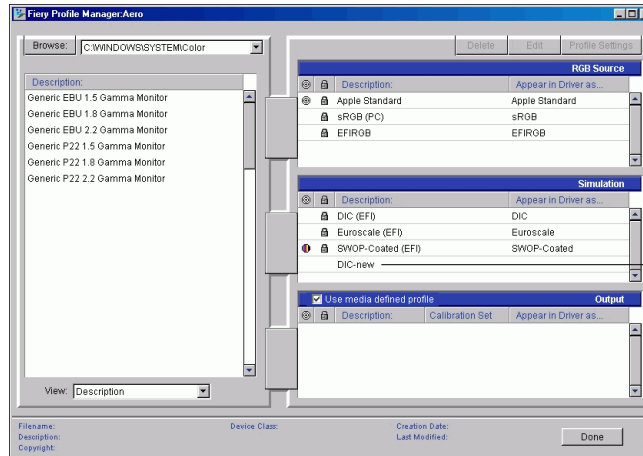 Fiery Profile Manager:Aero
Browse: C:\WINDOWS\SYSTEM\Color
Description:
Generic EBU 1.5 Gamma Monitor
Generic EBU 1.8 Gamma Monitor
Generic EBU 2.2 Gamma Monitor
Generic P22 1.5 Gamma Monitor
Generic P22 1.8 Gamma Monitor
Generic P22 2.2 Gamma Monitor
View: Description
Delete Edit Profile Settings
RGB Source
Description: Appear in Driver as...
Apple Standard Apple Standard
sRGB (PC) sRGB
EFIRGB EFIRGB
Simulation
Description: Appear in Driver as...
DIC (EFI) DIC
Euroscale (EFI) Euroscale
SWOP-Coated (EFI) SWOP-Coated
DIC-new
Use media defined profile Output
Description: Calibration Set Appear in Driver as...
Filename: Device Class: Creation Date:
Description: Last Modified:
Copyright:
Done